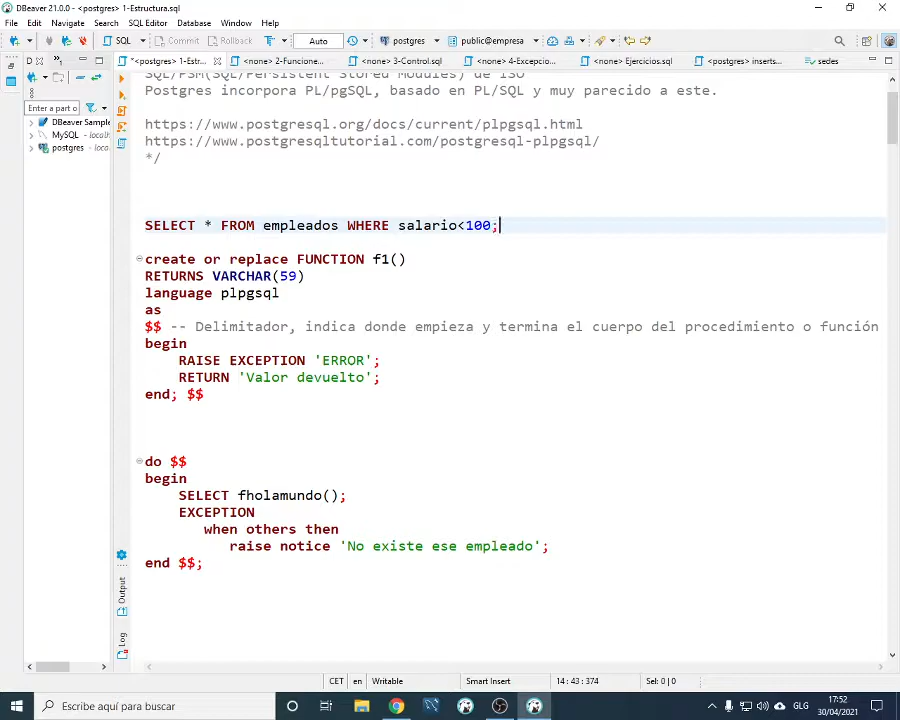 DBeaver 21.0.0 - <postgres> 1-Estructura.sql
File Edit Navigate Search SQL Editor Database Window Help
SQL Commit Rollback Auto postgres public@empresa
D *<postgres> 1-Estr... <none> 2-Funcione... <none> 3-Control.sql <none> 4-Excepcio... <none> Ejercicios.sql <postgres> inserts... sedes
SQL/PSM(SQL/Persistent Stored Modules) de ISO
Postgres incorpora PL/pgSQL, basado en PL/SQL y muy parecido a este.
Enter a part o
DBeaver Sample
MySQL - localh
postgres - loca
https://www.postgresql.org/docs/current/plpgsql.html
https://www.postgresqltutorial.com/postgresql-plpgsql/
*/
SELECT * FROM empleados WHERE salario<100;
create or replace FUNCTION f1()
RETURNS VARCHAR(59)
language plpgsql
as
$$ -- Delimitador, indica donde empieza y termina el cuerpo del procedimiento o función
begin
RAISE EXCEPTION 'ERROR';
RETURN 'Valor devuelto';
end; $$
do $$
begin
SELECT fholamundo();
EXCEPTION
when others then
raise notice 'No existe ese empleado';
end $$;
Output
Log
CET en Writable Smart Insert 14 : 43 : 374 Sel: 0 | 0
Escribe aquí para buscar
GLG
17:52
30/04/2021